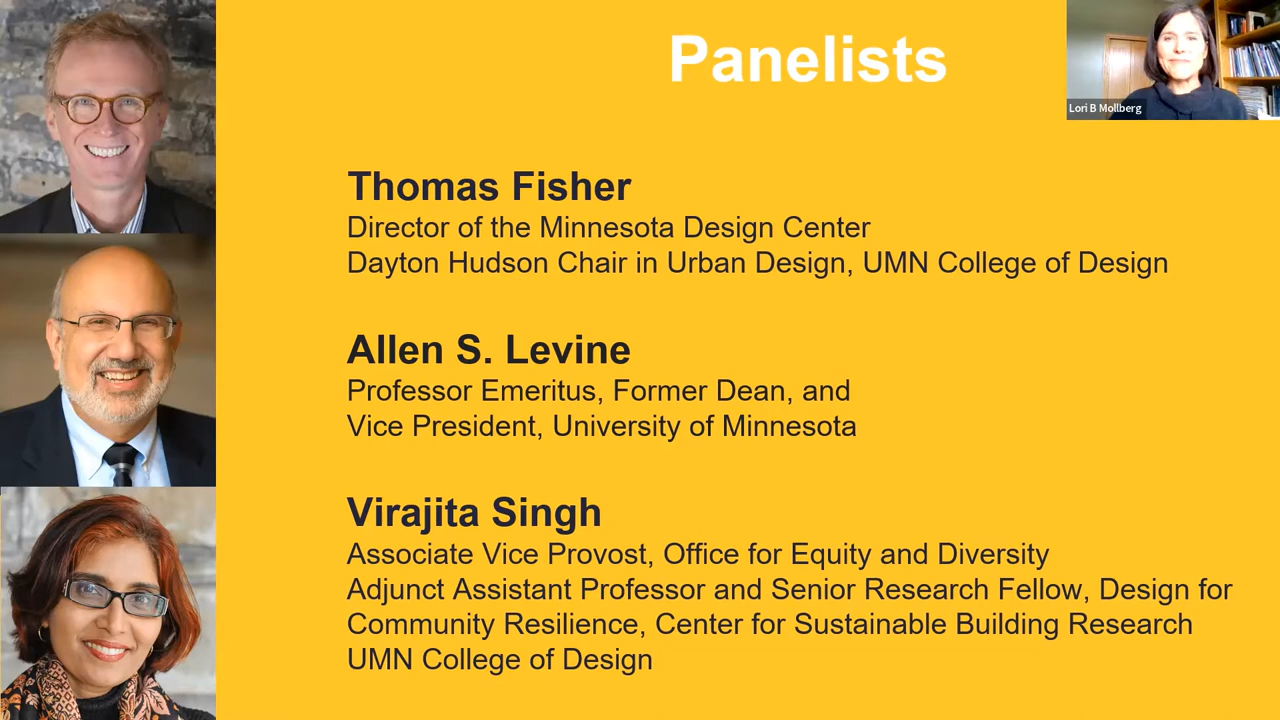 Panelists
Lori B Mollberg
Thomas Fisher
Director of the Minnesota Design Center
Dayton Hudson Chair in Urban Design, UMN College of Design
Allen S. Levine
Professor Emeritus, Former Dean, and
Vice President, University of Minnesota
Virajita Singh
Associate Vice Provost, Office for Equity and Diversity
Adjunct Assistant Professor and Senior Research Fellow, Design for
Community Resilience, Center for Sustainable Building Research
UMN College of Design